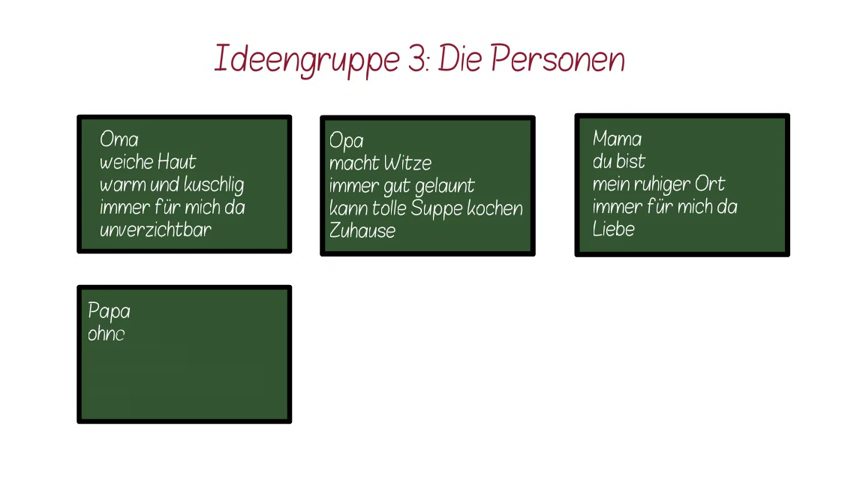 Ideengruppe 3: Die Personen
Oma
weiche Haut
warm und kuschlig
immer für mich da
unverzichtbar
Opa
macht Witze
immer gut gelaunt
kann tolle Suppe kochen
Zuhause
Mama
du bist
mein ruhiger Ort
immer für mich da
Liebe
Papa